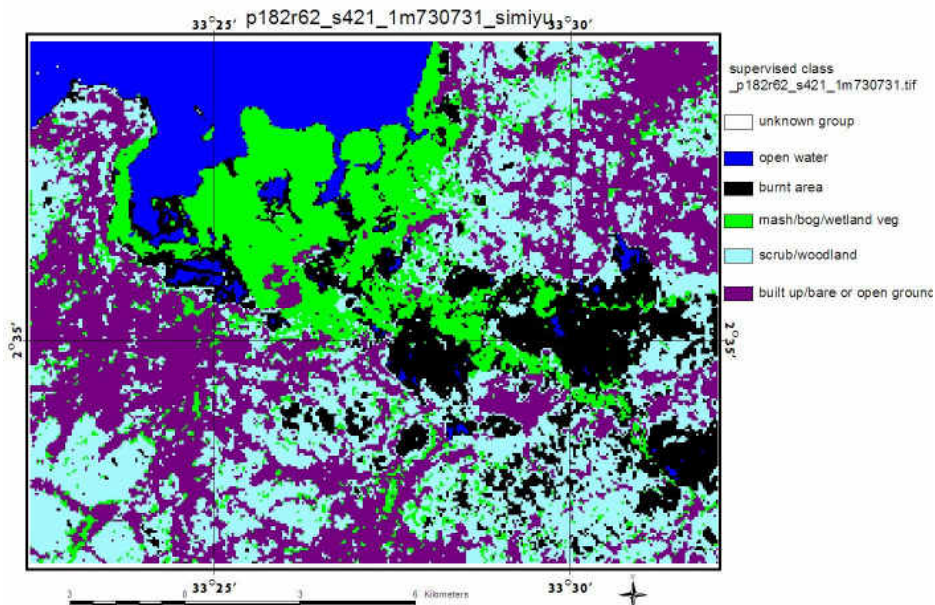 p182r62_s421_1m730731_simiyu
33°25' 33°30'
supervised class
_p182r62_s421_1m730731.tif
unknown group
open water
burnt area
mash/bog/wetland veg
scrub/woodland
built up/bare or open ground
2°35' 2°35'
33°25' 33°30'
3 0 3 6 Kilometers